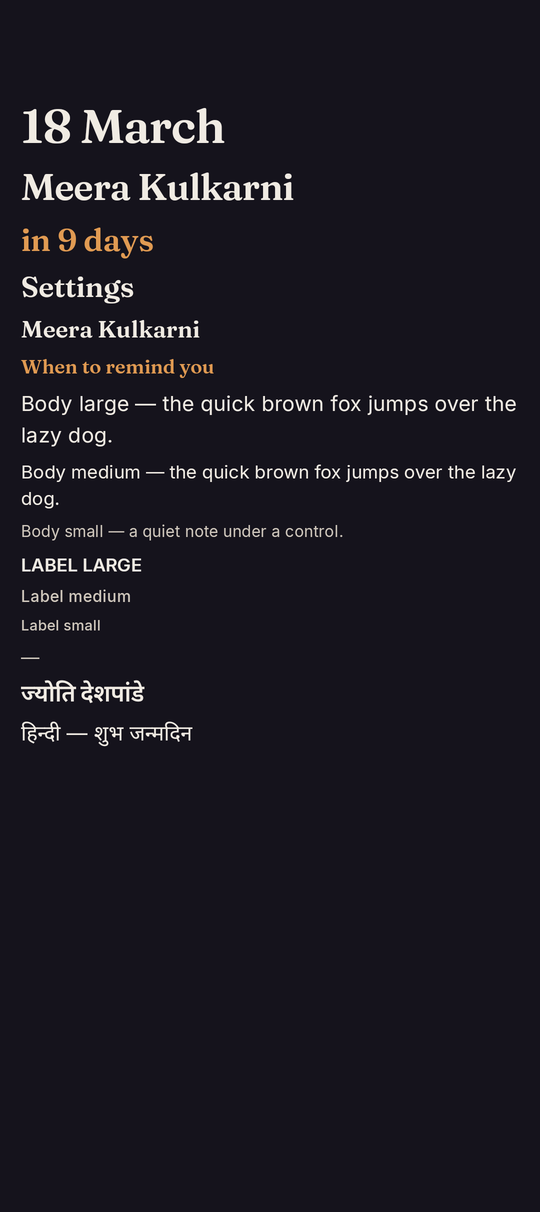 18 March
Meera Kulkarni
in 9 days
Settings
Meera Kulkarni
When to remind you
Body large — the quick brown fox jumps over the
lazy dog.
Body medium — the quick brown fox jumps over the lazy
dog.
Body small — a quiet note under a control.
LABEL LARGE
Label medium
Label small
—
ज्योति देशपांडे
हिन्दी — शुभ जन्मदिन